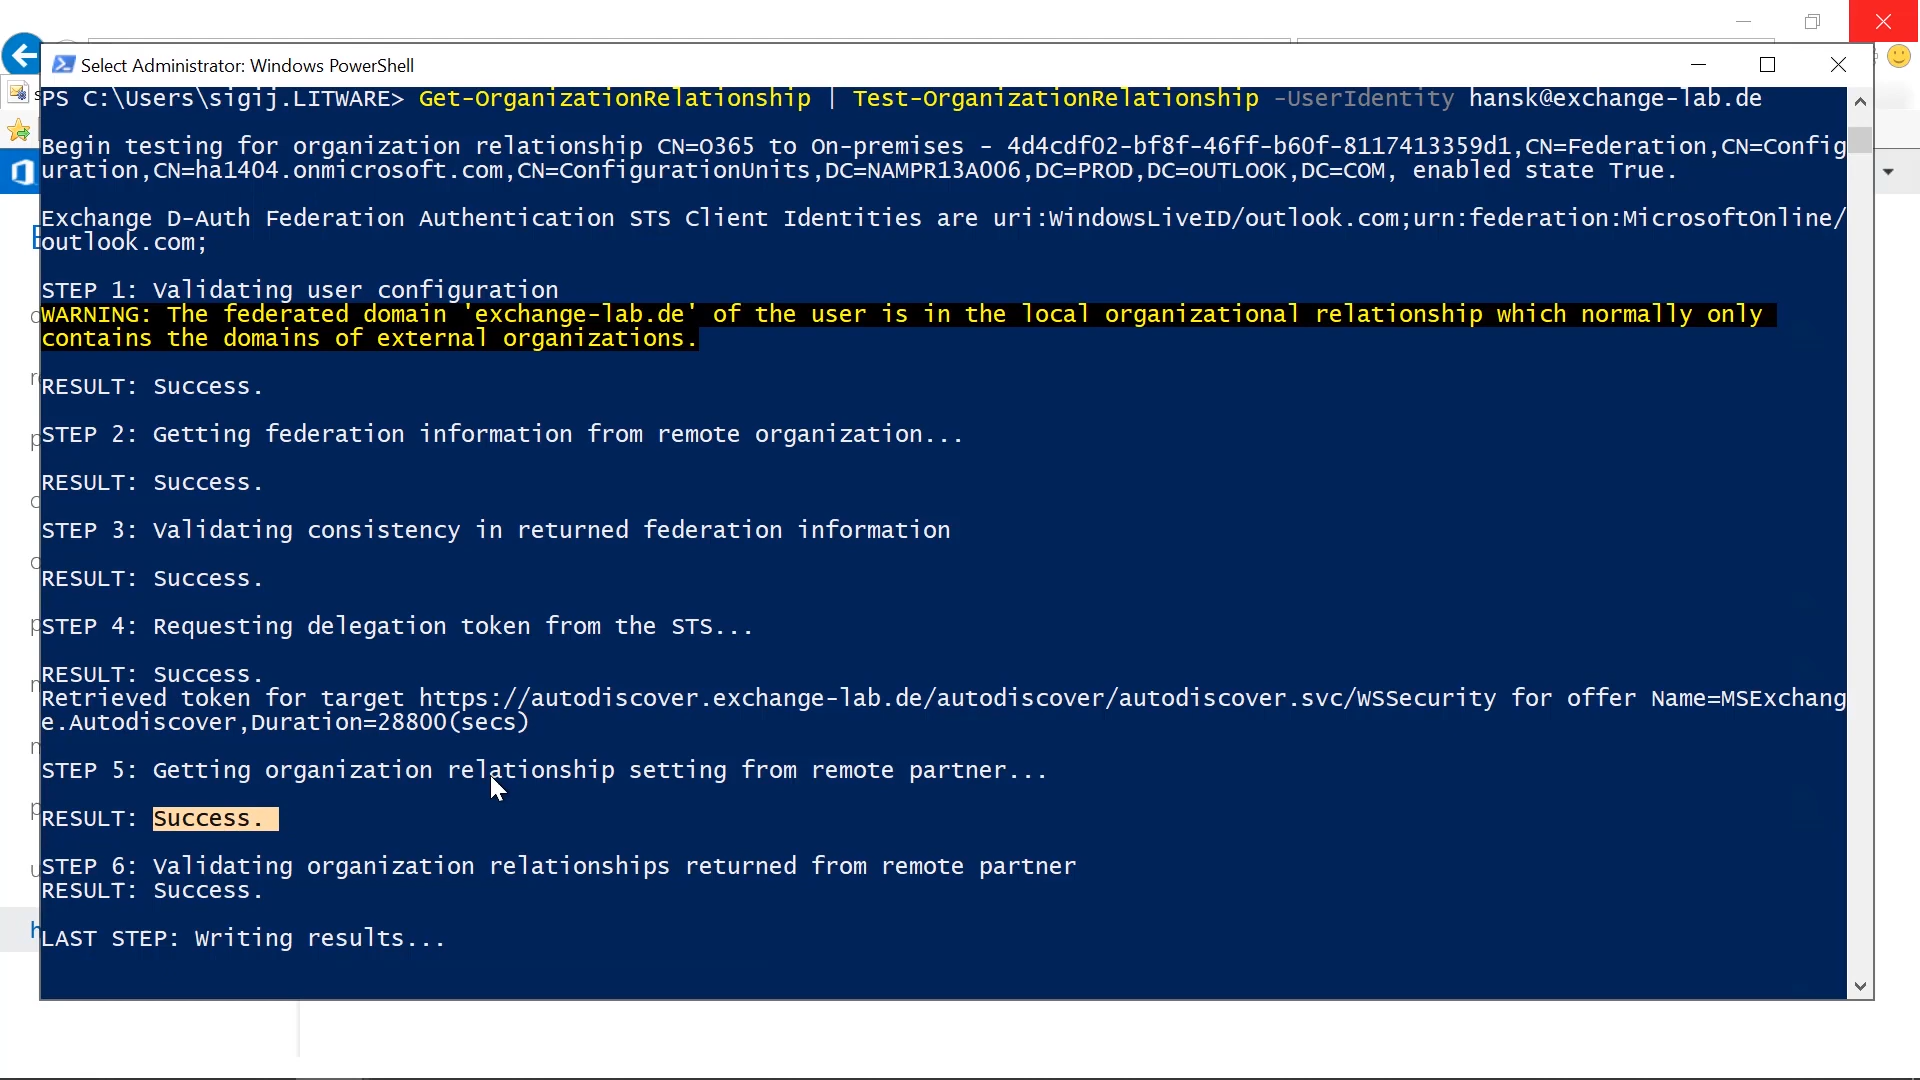 Select Administrator: Windows PowerShell
PS C:\Users\sigij.LITWARE> Get-OrganizationRelationship | Test-OrganizationRelationship -UserIdentity hansk@exchange-lab.de
Begin testing for organization relationship CN=O365 to On-premises - 4d4cdf02-bf8f-46ff-b60f-8117413359d1,CN=Federation,CN=Config
uration,CN=ha1404.onmicrosoft.com,CN=ConfigurationUnits,DC=NAMPR13A006,DC=PROD,DC=OUTLOOK,DC=COM, enabled state True.
Exchange D-Auth Federation Authentication STS Client Identities are uri:WindowsLiveID/outlook.com;urn:federation:MicrosoftOnline/
outlook.com;
STEP 1: Validating user configuration
WARNING: The federated domain 'exchange-lab.de' of the user is in the local organizational relationship which normally only
contains the domains of external organizations.
RESULT: Success.
STEP 2: Getting federation information from remote organization...
RESULT: Success.
STEP 3: Validating consistency in returned federation information
RESULT: Success.
STEP 4: Requesting delegation token from the STS...
RESULT: Success.
Retrieved token for target https://autodiscover.exchange-lab.de/autodiscover/autodiscover.svc/WSSecurity for offer Name=MSExchang
e.Autodiscover,Duration=28800(secs)
STEP 5: Getting organization relationship setting from remote partner...
RESULT: Success.
STEP 6: Validating organization relationships returned from remote partner
RESULT: Success.
LAST STEP: Writing results...